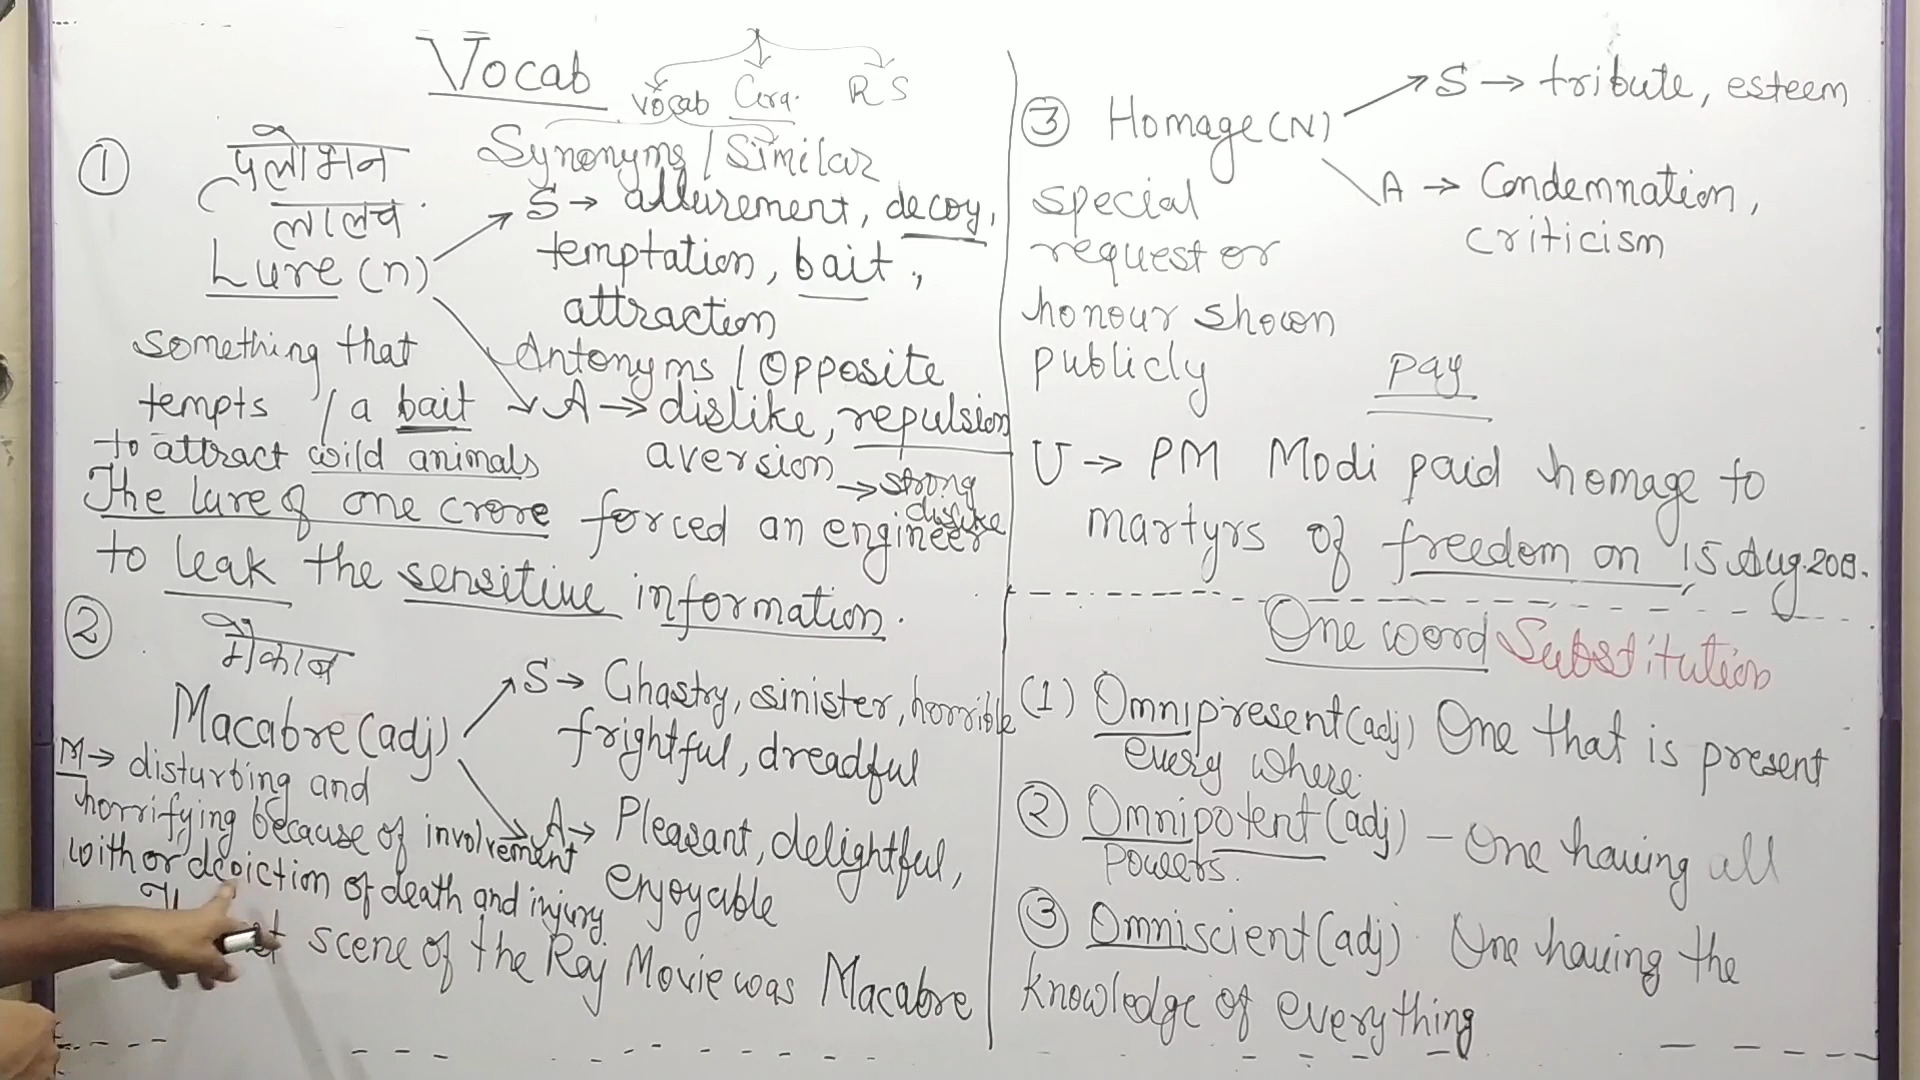 Vocab
vocab Gra. RS
①
प्रलोभन
लालच
Synonyms / Similar
Lure (n)
S → allurement, decoy,
temptation, bait,
attraction
something that
tempts / a bait
to attract wild animals
Antonyms / Opposite
A → dislike, repulsion
aversion → strong
dislike
The lure of one crore forced an engineer
to leak the sensitive information.
②
मैकाब
Macabre (adj)
S → Ghastry, sinister, horrible
frightful, dreadful
M → disturbing and
horrifying because of involvement
with or depiction of death and injury
A → Pleasant, delightful,
enjoyable
scene of the Raj Movie was Macabre
③ Homage (N)
S → tribute, esteem
A → Condemnation,
criticism
special
request or
honour shown
publicly
pay
U → PM Modi paid homage to
martyrs of freedom on 15 Aug.
One word Substitution
(1) Omnipresent (adj) One that is present
every where.
② Omnipotent (adj) – One having all
Powers.
③ Omniscient (adj). One having the
knowledge of everything